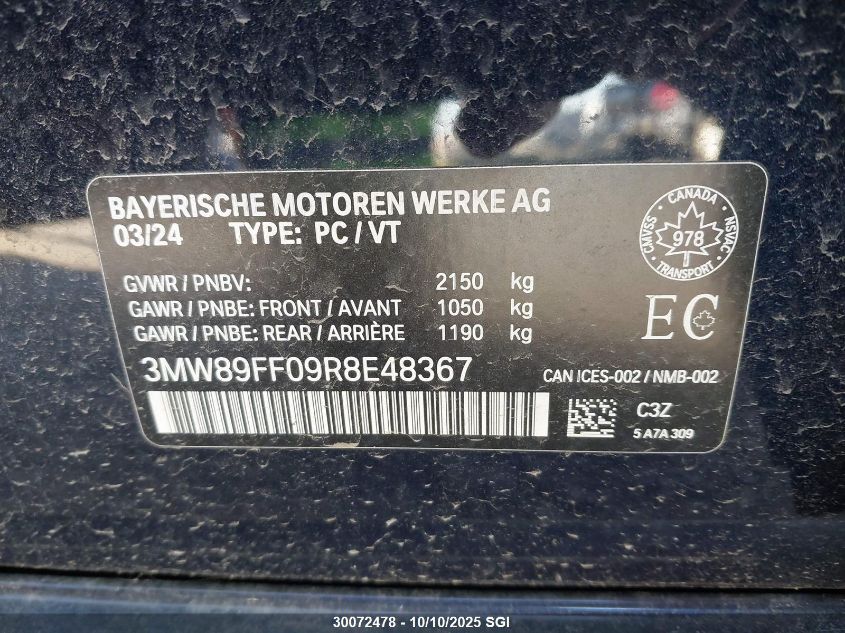 BAYERISCHE MOTOREN WERKE AG
03/24 TYPE: PC / VT
GVWR / PNBV: 2150 kg
GAWR / PNBE: FRONT / AVANT 1050 kg
GAWR / PNBE: REAR / ARRIÈRE 1190 kg
3MW89FF09R8E48367
CANADA
CMVSS
978
NSVAC
TRANSPORT
EC
CAN ICES-002 / NMB-002
C3Z
5 A7A 309
30072478 - 10/10/2025 SGI